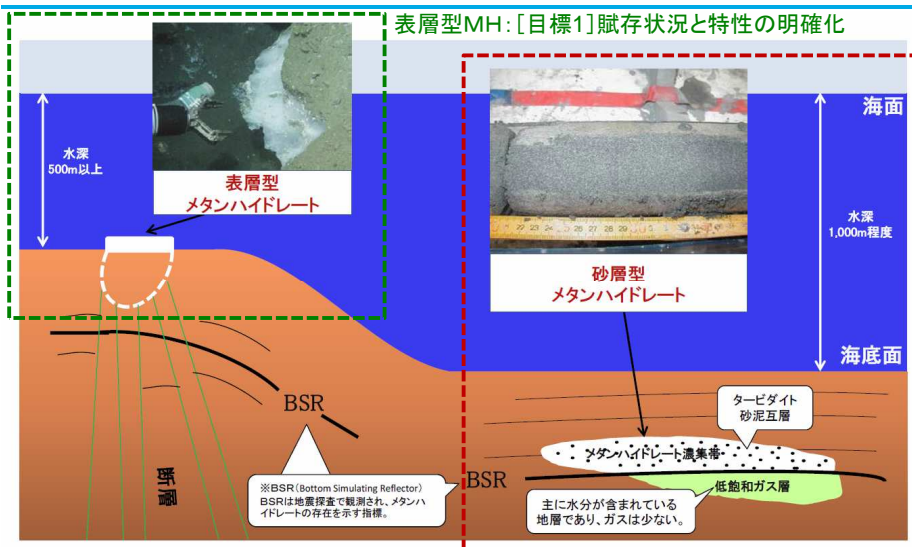 表層型MH:[目標1]賦存状況と特性の明確化
海面
水深
500m以上
表層型
メタンハイドレート
砂層型
メタンハイドレート
水深
1,000m程度
海底面
タービダイト
砂泥互層
BSR
メタンハイドレート濃集帯
断層
※BSR(Bottom Simulating Reflector)
BSRは地震探査で観測され、メタンハ
イドレートの存在を示す指標。
BSR
低飽和ガス層
主に水分が含まれている
地層であり、ガスは少ない。